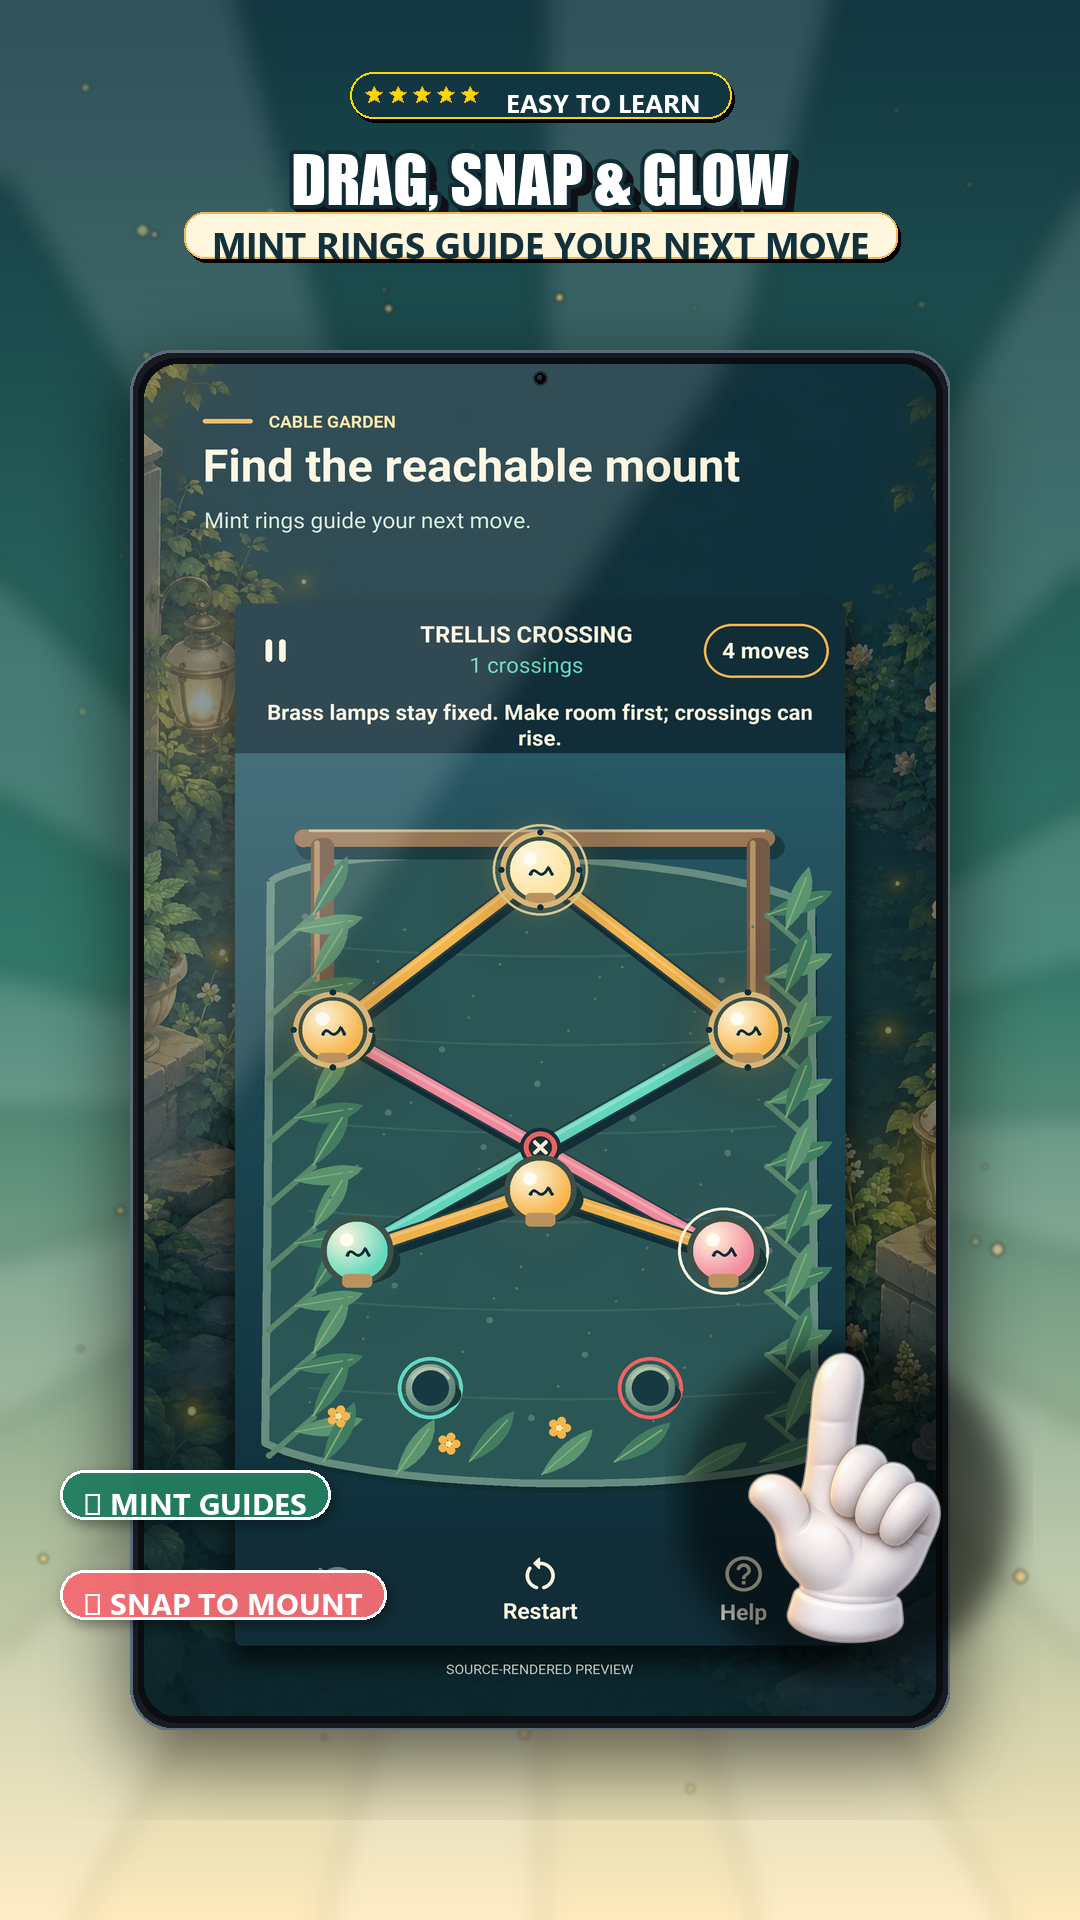 EASY TO LEARN
DRAG, SNAP & GLOW
MINT RINGS GUIDE YOUR NEXT MOVE
CABLE GARDEN
Find the reachable mount
Mint rings guide your next move.
TRELLIS CROSSING
1 crossings
4 moves
Brass lamps stay fixed. Make room first; crossings can
rise.
MINT GUIDES
SNAP TO MOUNT
Restart
Help
SOURCE-RENDERED PREVIEW